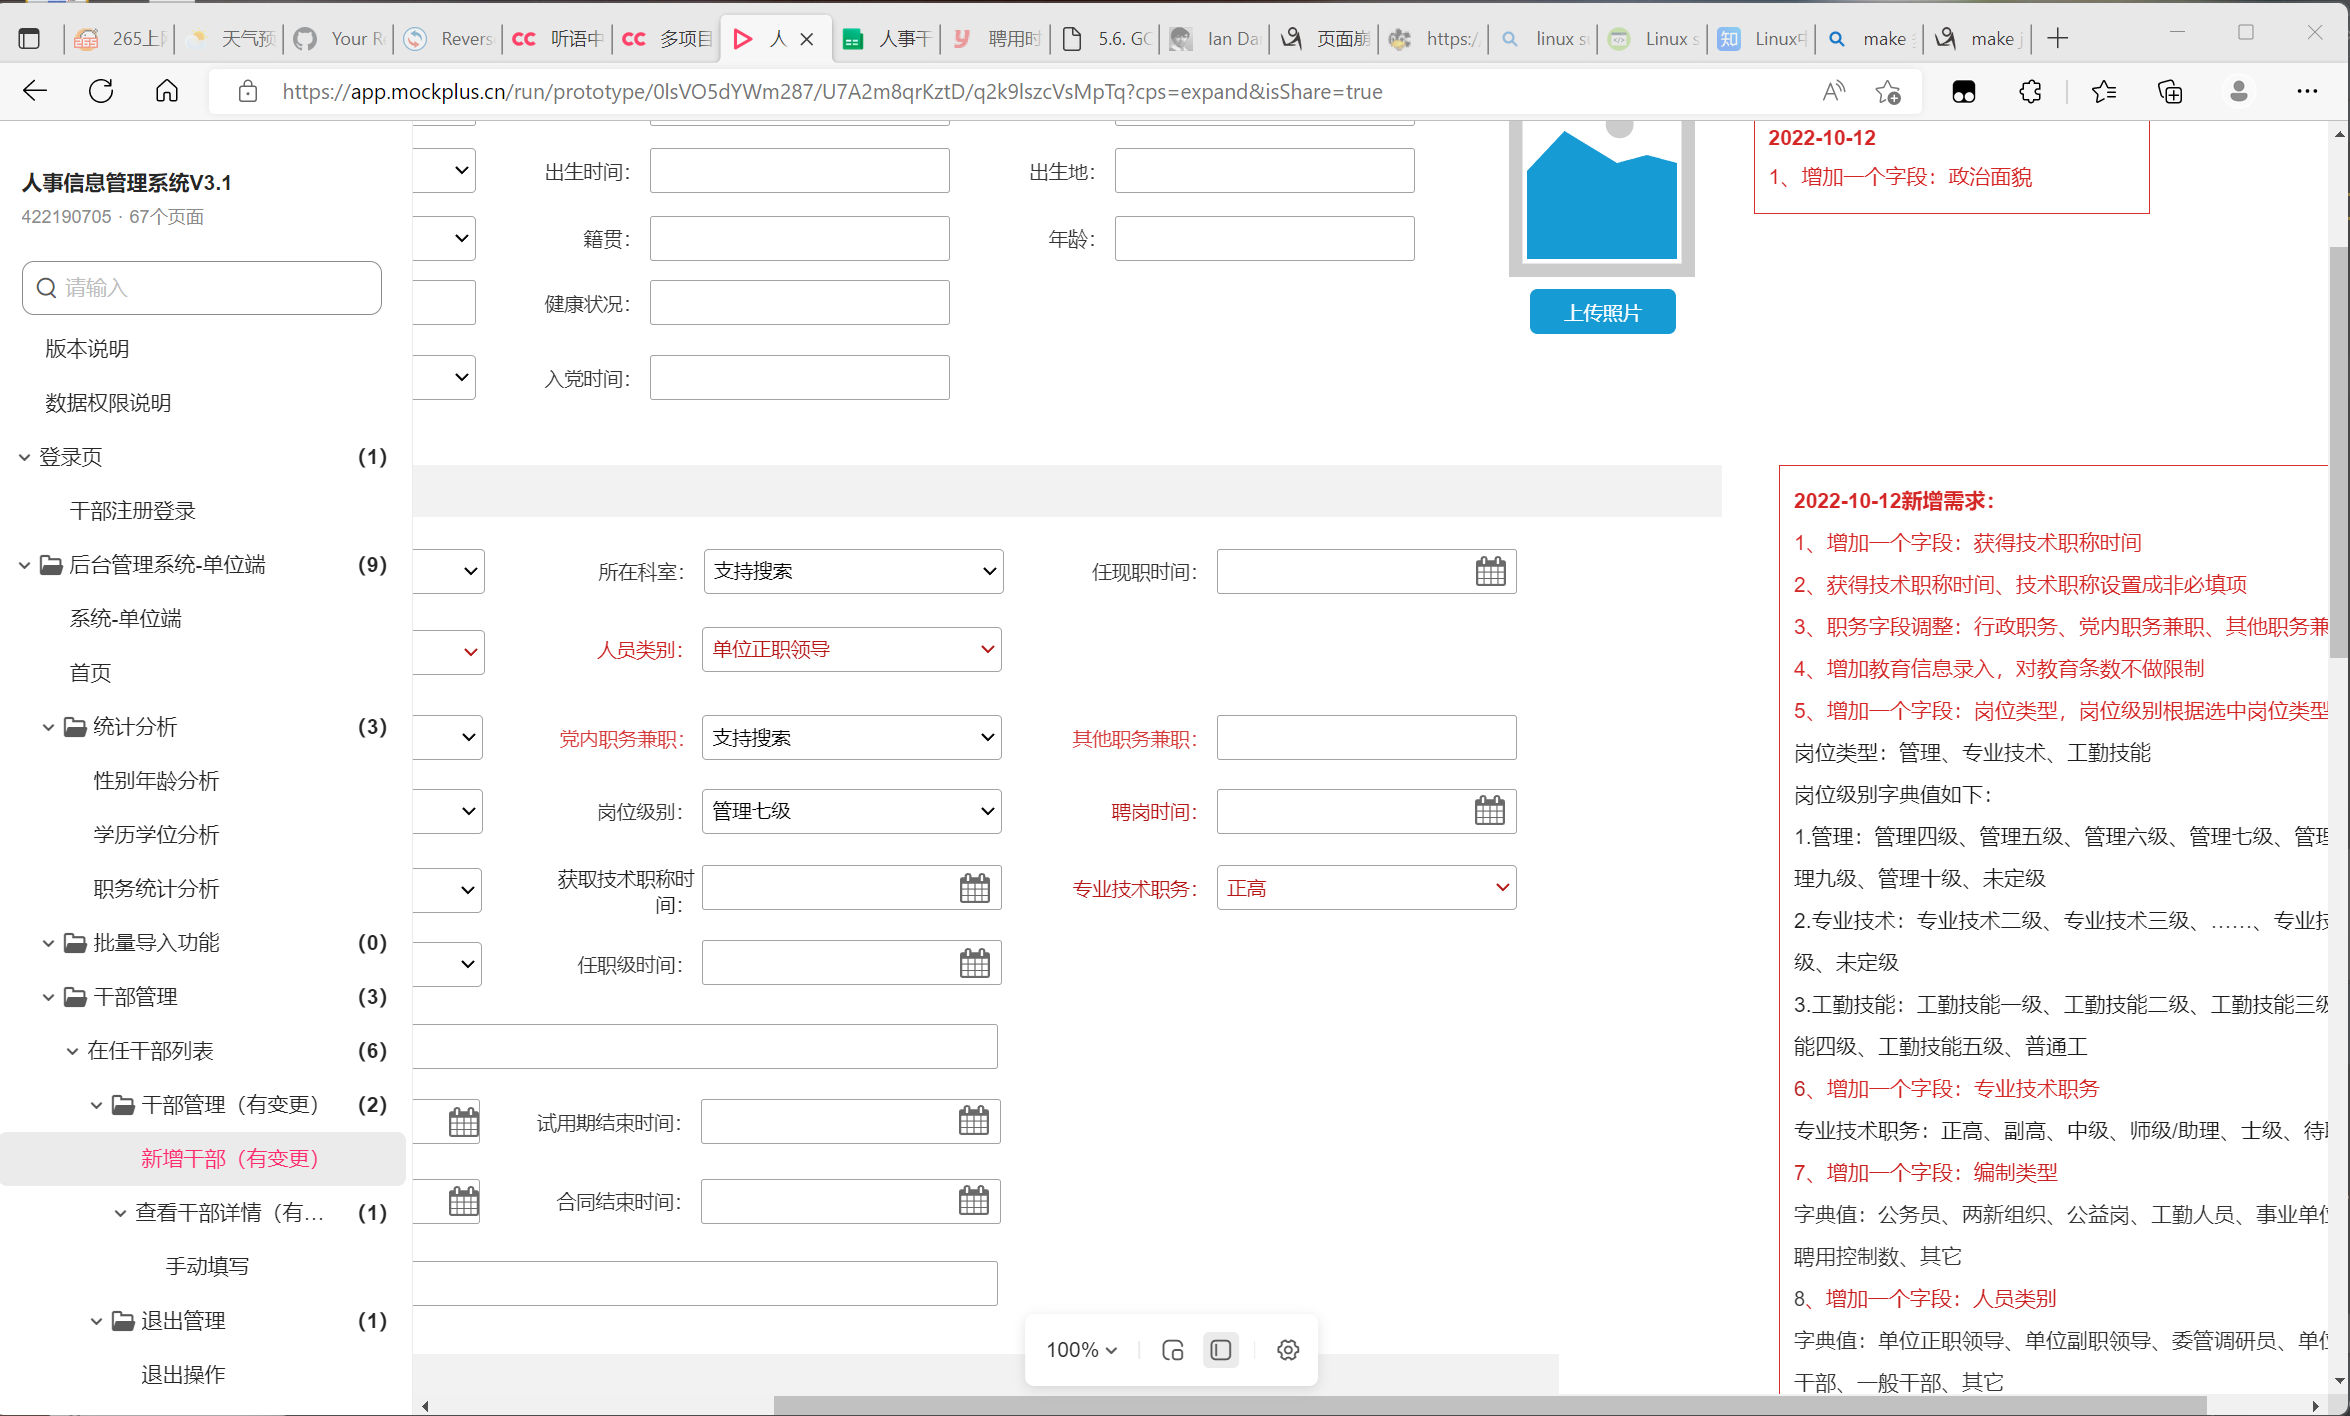 265上
天气预
Your R
Revers
听语中
多项目
人
人事干
聘用时
5.6. GC
Ian Da
页面崩
https:/
linux s
Linux s
Linux中
make
make j
https://app.mockplus.cn/run/prototype/0lsVO5dYWm287/U7A2m8qrKztD/q2k9lszcVsMpTq?cps=expand&isShare=true
人事信息管理系统V3.1
422190705 · 67个页面
请输入
版本说明
数据权限说明
登录页 (1)
干部注册登录
后台管理系统-单位端 (9)
系统-单位端
首页
统计分析 (3)
性别年龄分析
学历学位分析
职务统计分析
批量导入功能 (0)
干部管理 (3)
在任干部列表 (6)
干部管理（有变更） (2)
新增干部（有变更）
查看干部详情（有... (1)
手动填写
退出管理 (1)
退出操作
出生时间： 出生地：
籍贯： 年龄：
健康状况：
上传照片
入党时间：
所在科室： 支持搜索 任现职时间：
人员类别： 单位正职领导
党内职务兼职： 支持搜索 其他职务兼职：
岗位级别： 管理七级 聘岗时间：
获取技术职称时
间：
专业技术职务： 正高
任职级时间：
试用期结束时间：
合同结束时间：
100%
2022-10-12
1、增加一个字段：政治面貌
2022-10-12新增需求：
1、增加一个字段：获得技术职称时间
2、获得技术职称时间、技术职称设置成非必填项
3、职务字段调整：行政职务、党内职务兼职、其他职务兼
4、增加教育信息录入，对教育条数不做限制
5、增加一个字段：岗位类型，岗位级别根据选中岗位类型
岗位类型：管理、专业技术、工勤技能
岗位级别字典值如下：
1.管理：管理四级、管理五级、管理六级、管理七级、管理
理九级、管理十级、未定级
2.专业技术：专业技术二级、专业技术三级、……、专业技
级、未定级
3.工勤技能：工勤技能一级、工勤技能二级、工勤技能三级
能四级、工勤技能五级、普通工
6、增加一个字段：专业技术职务
专业技术职务：正高、副高、中级、师级/助理、士级、待
7、增加一个字段：编制类型
字典值：公务员、两新组织、公益岗、工勤人员、事业单位
聘用控制数、其它
8、增加一个字段：人员类别
字典值：单位正职领导、单位副职领导、委管调研员、单位
干部、一般干部、其它